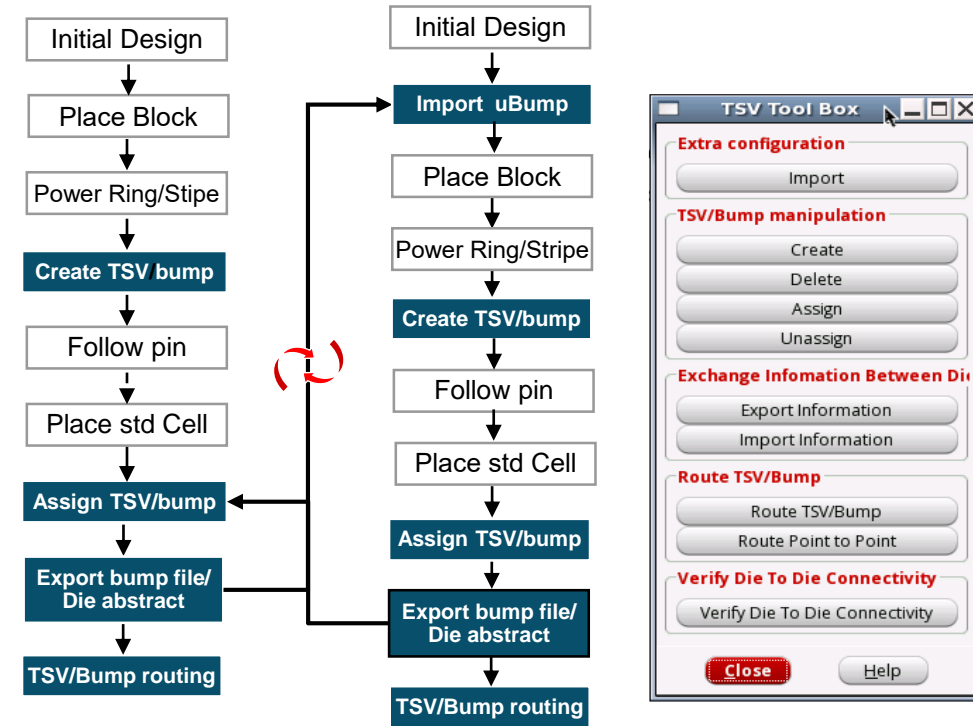 Initial Design
Place Block
Power Ring/Stipe
Create TSV/bump
Follow pin
Place std Cell
Assign TSV/bump
Export bump file/
Die abstract
TSV/Bump routing
Initial Design
Import uBump
Place Block
Power Ring/Stripe
Create TSV/bump
Follow pin
Place std Cell
Assign TSV/bump
Export bump file/
Die abstract
TSV/Bump routing
TSV Tool Box
Extra configuration
Import
TSV/Bump manipulation
Create
Delete
Assign
Unassign
Exchange Infomation Between Die
Export Information
Import Information
Route TSV/Bump
Route TSV/Bump
Route Point to Point
Verify Die To Die Connectivity
Verify Die To Die Connectivity
Close
Help